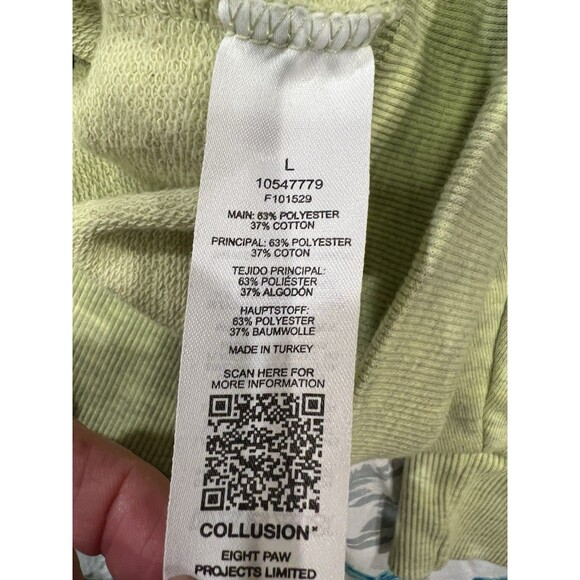 L
10547779
F101529
MAIN: 63% POLYESTER
37% COTTON
PRINCIPAL: 63% POLYESTER
37% COTON
TEJIDO PRINCIPAL:
63% POLIÉSTER
37% ALGODÓN
HAUPTSTOFF:
63% POLYESTER
37% BAUMWOLLE
MADE IN TURKEY
SCAN HERE FOR
MORE INFORMATION
COLLUSION™
EIGHT PAW
PROJECTS LIMITED